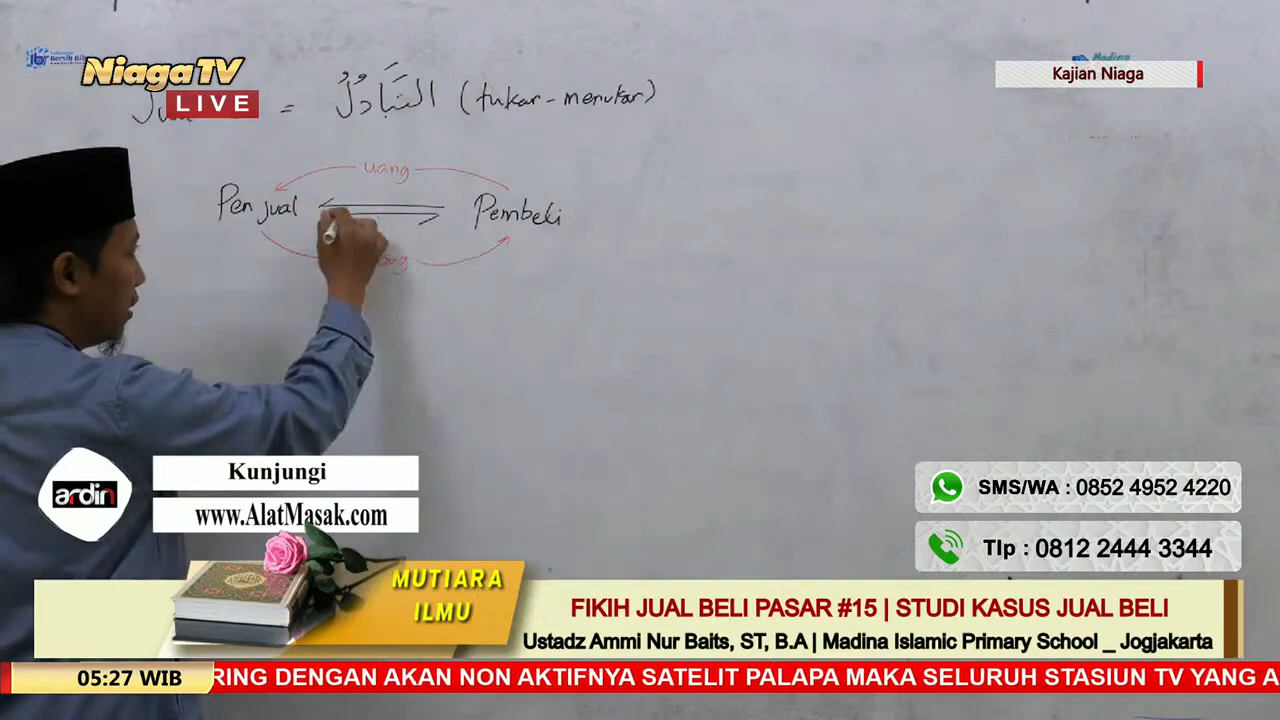 NiagaTV
LIVE
Kajian Niaga
= التَّبَادُلُ (tukar-menukar)
uang
Penjual
Pembeli
Kunjungi
ardin
www.AlatMasak.com
SMS/WA : 0852 4952 4220
Tlp : 0812 2444 3344
MUTIARA
ILMU
FIKIH JUAL BELI PASAR #15 | STUDI KASUS JUAL BELI
Ustadz Ammi Nur Baits, ST, B.A | Madina Islamic Primary School _ Jogjakarta
05:27 WIB
RING DENGAN AKAN NON AKTIFNYA SATELIT PALAPA MAKA SELURUH STASIUN TV YANG A